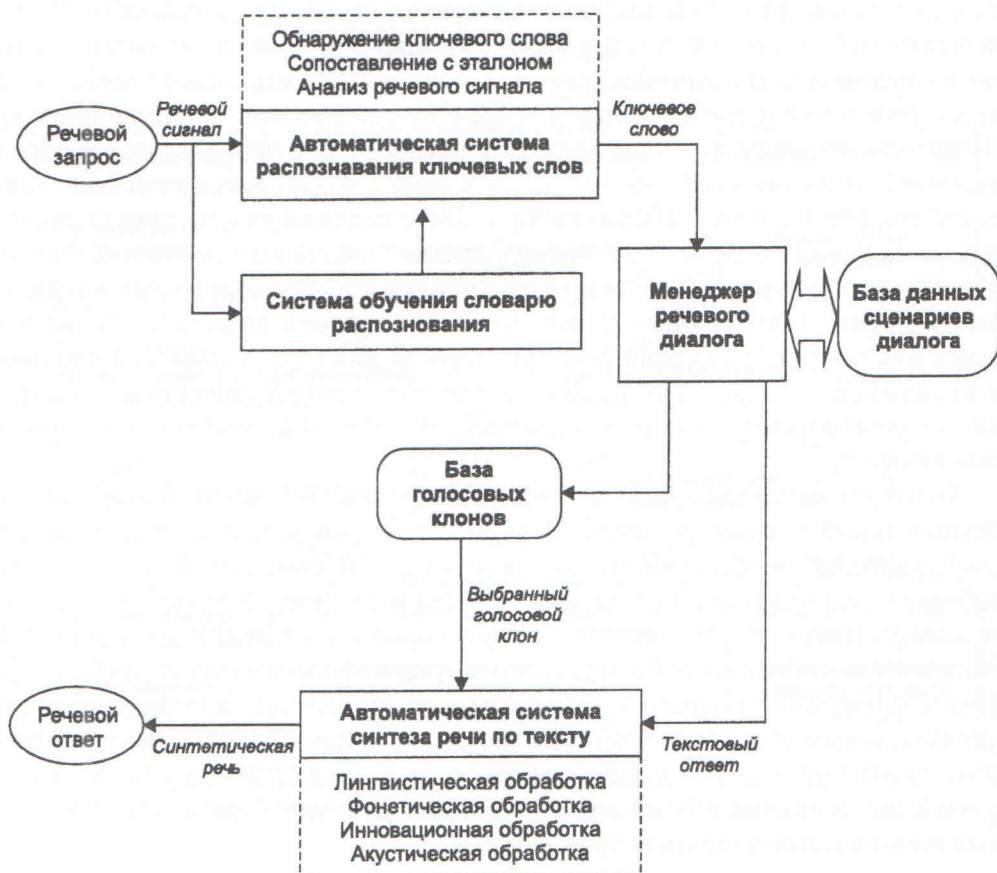 Обнаружение ключевого слова
Сопоставление с эталоном
Анализ речевого сигнала
Речевой
запрос
Речевой
сигнал
Автоматическая система
распознавания ключевых слов
Ключевое
слово
Система обучения словарю
распознования
Менеджер
речевого
диалога
База данных
сценариев
диалога
База
голосовых
клонов
Выбранный
голосовой
клон
Речевой
ответ
Синтетическая
речь
Автоматическая система
синтеза речи по тексту
Текстовый
ответ
Лингвистическая обработка
Фонетическая обработка
Инновационная обработка
Акустическая обработка